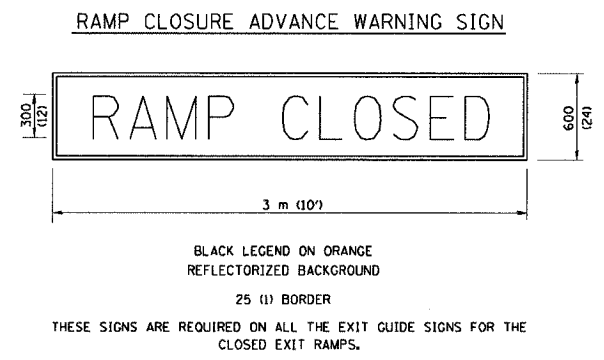 RAMP CLOSURE ADVANCE WARNING SIGN
RAMP CLOSED
300
(12)
600
(24)
3 m (10')
BLACK LEGEND ON ORANGE
REFLECTORIZED BACKGROUND
25 (1) BORDER
THESE SIGNS ARE REQUIRED ON ALL THE EXIT GUIDE SIGNS FOR THE
CLOSED EXIT RAMPS.